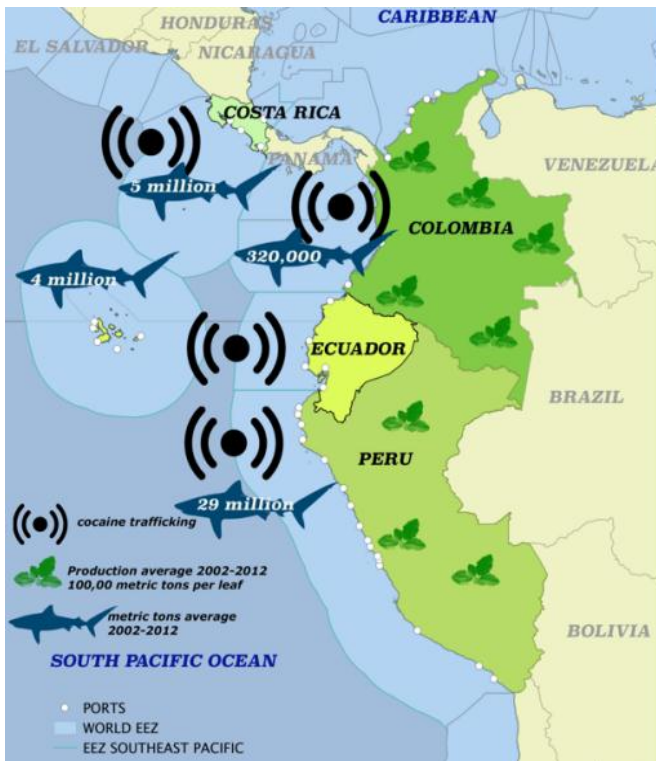 CARIBBEAN
HONDURAS
EL SALVADOR
NICARAGUA
COSTA RICA
PANAMA
VENEZUELA
5 million
COLOMBIA
320,000
4 million
ECUADOR
BRAZIL
PERU
29 million
cocaine trafficking
Production average 2002-2012
100,00 metric tons per leaf
metric tons average
2002-2012
BOLIVIA
SOUTH PACIFIC OCEAN
PORTS
WORLD EEZ
EEZ SOUTHEAST PACIFIC